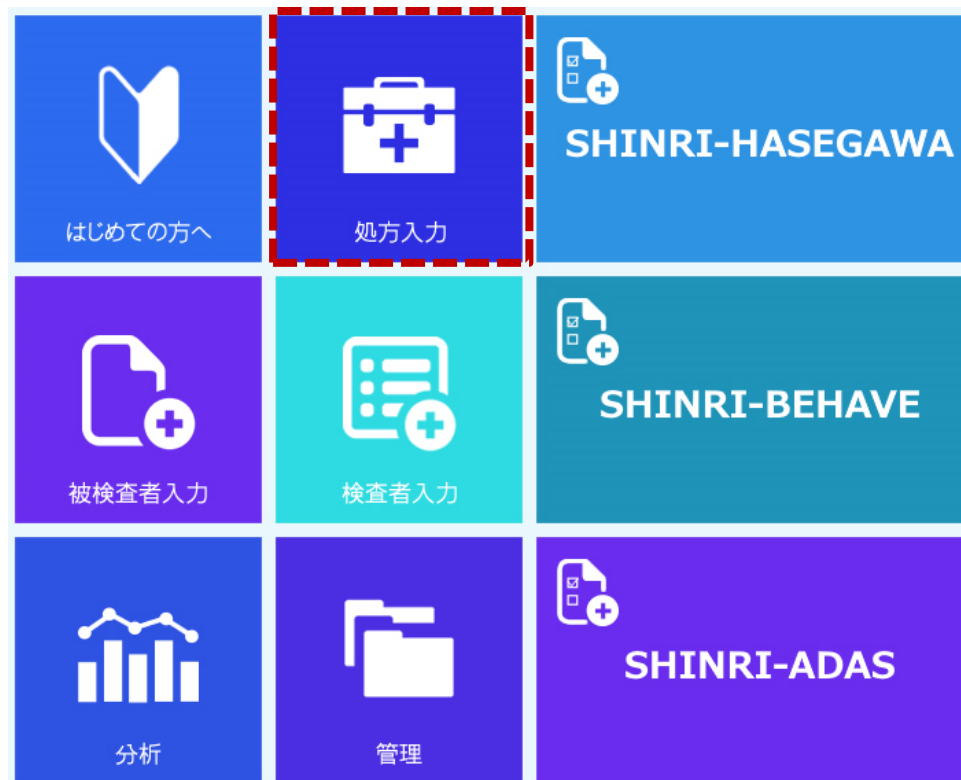 はじめての方へ
処方入力
SHINRI-HASEGAWA
被検査者入力
検査者入力
SHINRI-BEHAVE
分析
管理
SHINRI-ADAS